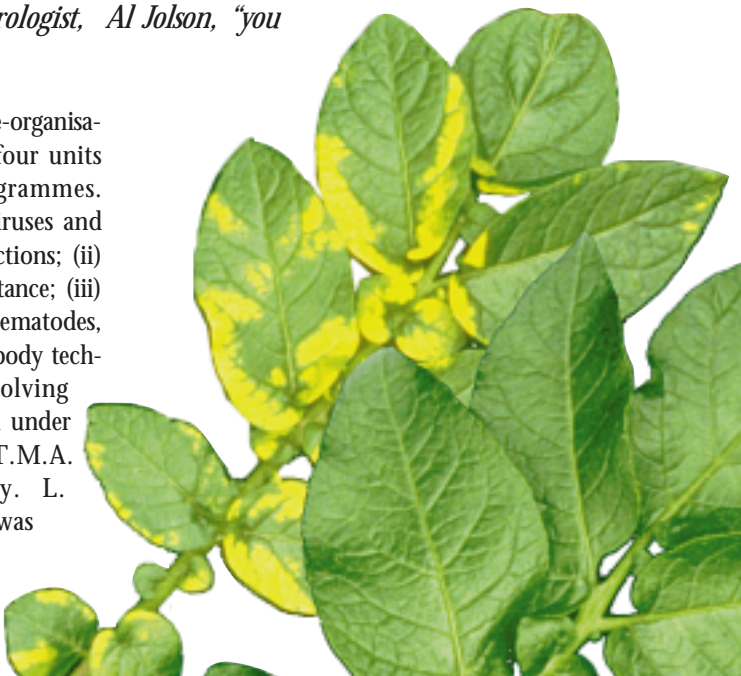 rologist, Al Jolson, “you
e-organisa-
four units
grammes.
iruses and
ctions; (ii)
tance; (iii)
ematodes,
body tech-
olving
under
T.M.A.
y. L.
was